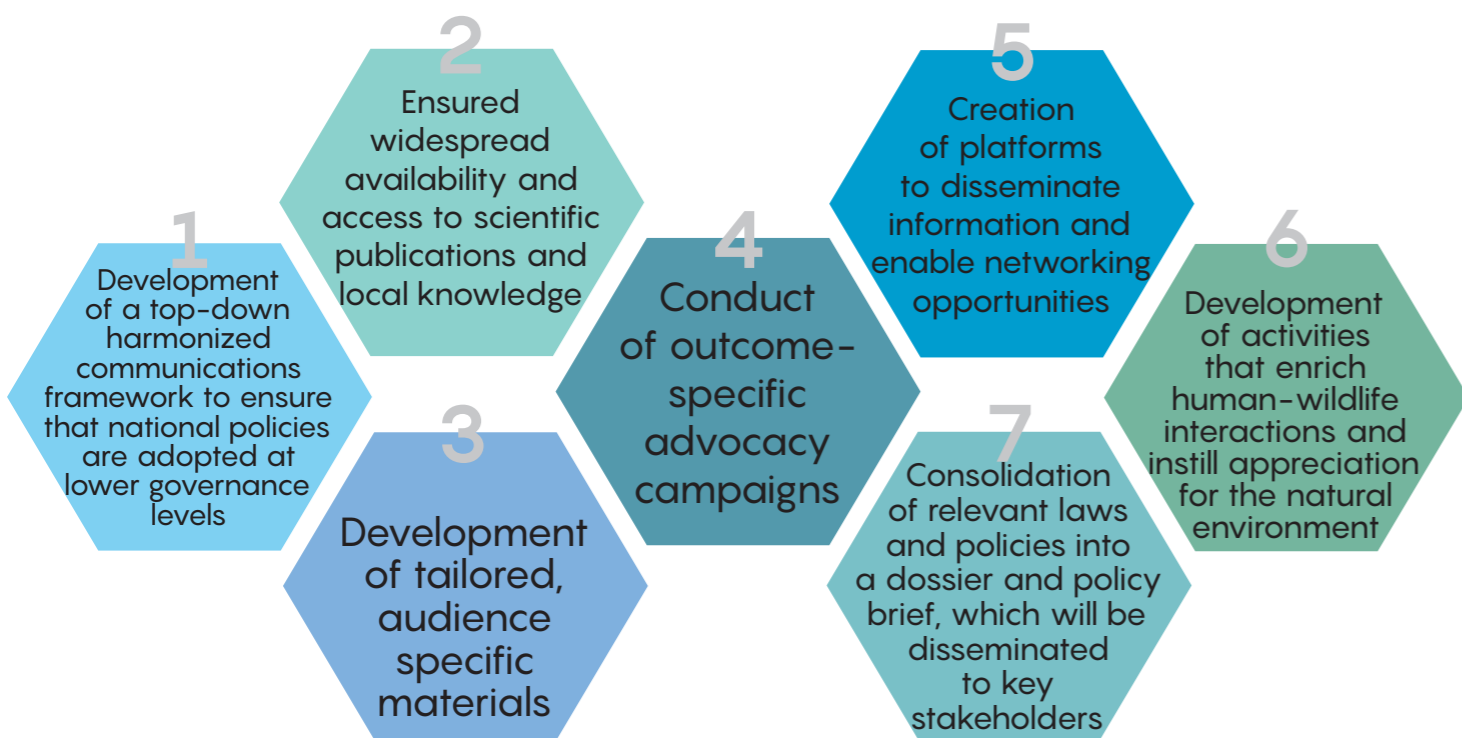 1
Development
of a top-down
harmonized
communications
framework to ensure
that national policies
are adopted at
lower governance
levels
2
Ensured
widespread
availability and
access to scientific
publications and
local knowledge
3
Development
of tailored,
audience
specific
materials
4
Conduct
of outcome-
specific
advocacy
campaigns
5
Creation
of platforms
to disseminate
information and
enable networking
opportunities
6
Development
of activities
that enrich
human-wildlife
interactions and
instill appreciation
for the natural
environment
7
Consolidation
of relevant laws
and policies into
a dossier and policy
brief, which will be
disseminated
to key
stakeholders